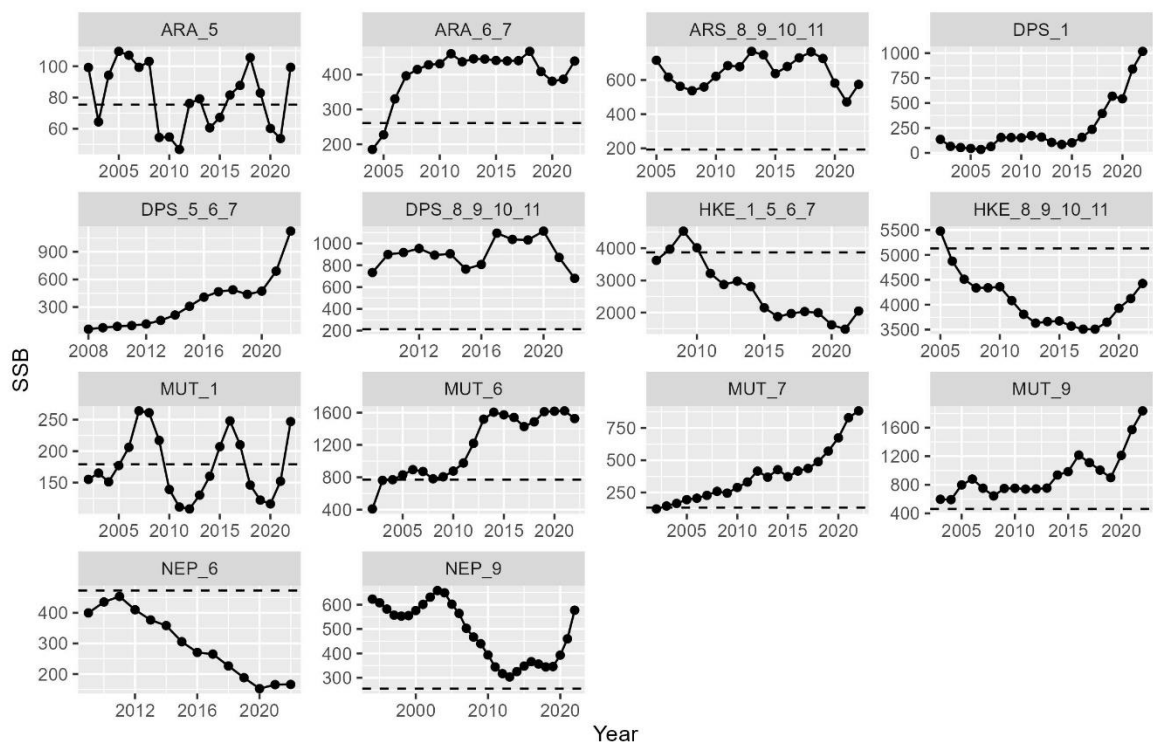 ARA_5 ARA_6_7 ARS_8_9_10_11 DPS_1
100 80 60
400 300 200
600 400 200
1000 750 500 250 0
2005 2010 2015 2020 2005 2010 2015 2020 2005 2010 2015 2020 2005 2010 2015 2020
DPS_5_6_7 DPS_8_9_10_11 HKE_1_5_6_7 HKE_8_9_10_11
900 600 300
1000 800 600 400 200
4000 3000 2000
5500 5000 4500 4000 3500
2008 2012 2016 2020 2012 2016 2020 2010 2015 2020 2005 2010 2015 2020
SSB
MUT_1 MUT_6 MUT_7 MUT_9
250 200 150
1600 1200 800 400
750 500 250
1600 1200 800 400
2005 2010 2015 2020 2005 2010 2015 2020 2005 2010 2015 2020 2005 2010 2015 2020
NEP_6 NEP_9
400 300 200
600 500 400 300
2012 2016 2020 2000 2010 2020
Year